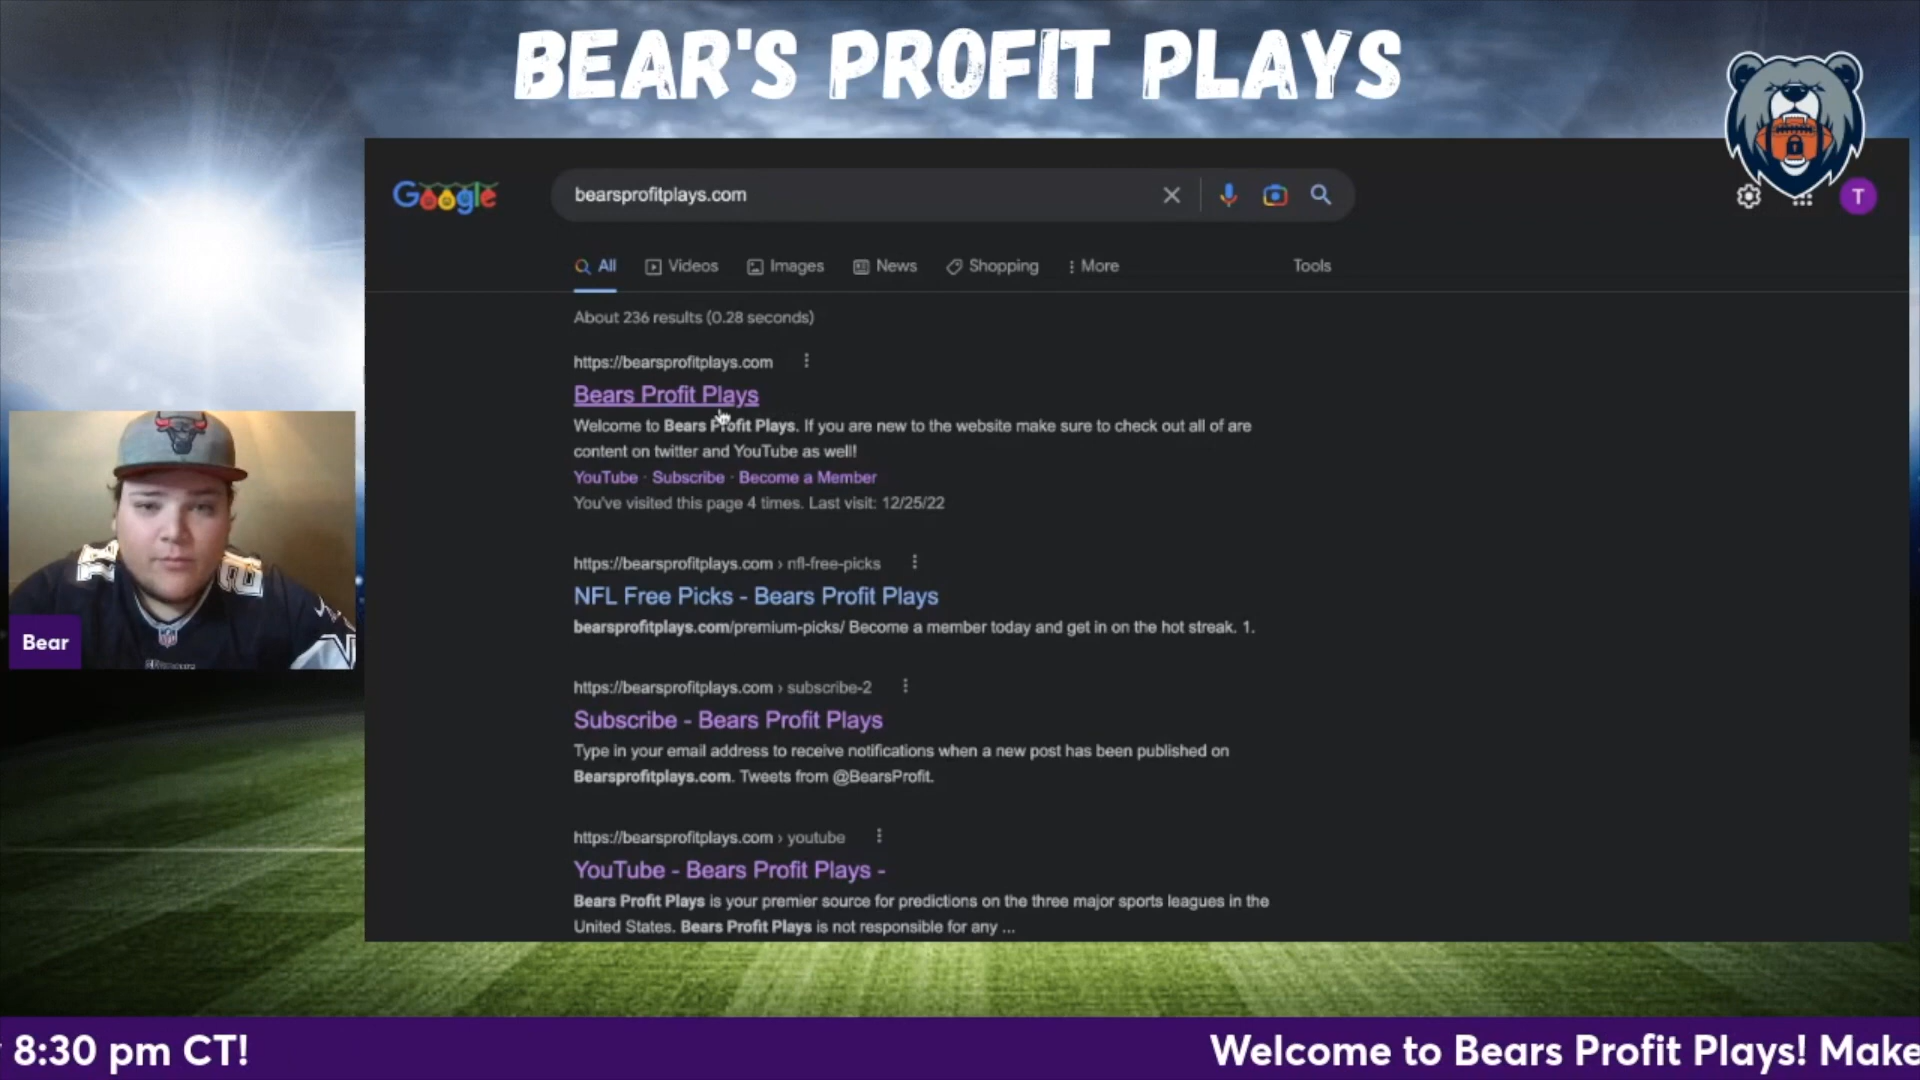 BEAR'S PROFIT PLAYS
Google
bearsprofitplays.com
T
All
Videos
Images
News
Shopping
More
Tools
About 236 results (0.28 seconds)
https://bearsprofitplays.com
Bears Profit Plays
Welcome to Bears Profit Plays. If you are new to the website make sure to check out all of are
content on twitter and YouTube as well!
YouTube · Subscribe · Become a Member
You've visited this page 4 times. Last visit: 12/25/22
https://bearsprofitplays.com › nfl-free-picks
NFL Free Picks - Bears Profit Plays
bearsprofitplays.com/premium-picks/ Become a member today and get in on the hot streak. 1.
https://bearsprofitplays.com › subscribe-2
Subscribe - Bears Profit Plays
Type in your email address to receive notifications when a new post has been published on
Bearsprofitplays.com. Tweets from @BearsProfit.
https://bearsprofitplays.com › youtube
YouTube - Bears Profit Plays -
Bears Profit Plays is your premier source for predictions on the three major sports leagues in the
United States. Bears Profit Plays is not responsible for any ...
Bear
8:30 pm CT!
Welcome to Bears Profit Plays! Make